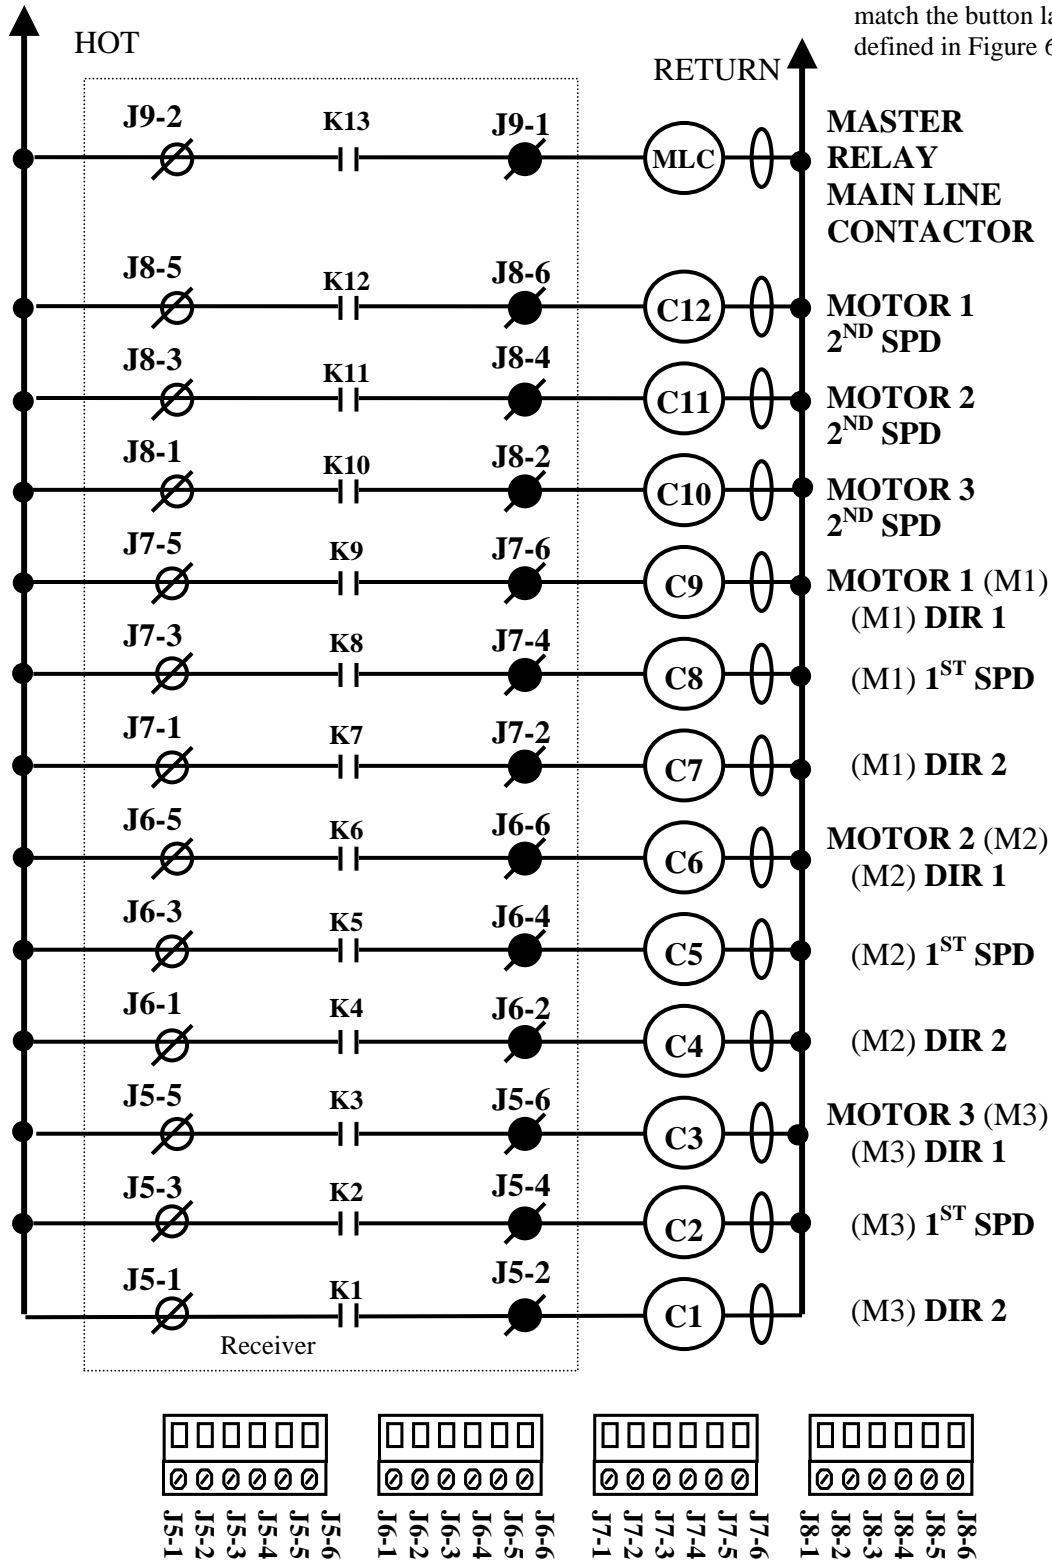 match the button la
defined in Figure 6
HOT
RETURN
J9-2 K13 J9-1 MLC MASTER
RELAY
MAIN LINE
CONTACTOR
J8-5 K12 J8-6 C12 MOTOR 1
2ND SPD
J8-3 K11 J8-4 C11 MOTOR 2
2ND SPD
J8-1 K10 J8-2 C10 MOTOR 3
2ND SPD
J7-5 K9 J7-6 C9 MOTOR 1 (M1)
(M1) DIR 1
J7-3 K8 J7-4 C8 (M1) 1ST SPD
J7-1 K7 J7-2 C7 (M1) DIR 2
J6-5 K6 J6-6 C6 MOTOR 2 (M2)
(M2) DIR 1
J6-3 K5 J6-4 C5 (M2) 1ST SPD
J6-1 K4 J6-2 C4 (M2) DIR 2
J5-5 K3 J5-6 C3 MOTOR 3 (M3)
(M3) DIR 1
J5-3 K2 J5-4 C2 (M3) 1ST SPD
J5-1 K1 J5-2 C1 (M3) DIR 2
Receiver
J5-1 J5-2 J5-3 J5-4 J5-5 J5-6 J6-1 J6-2 J6-3 J6-4 J6-5 J6-6 J7-1 J7-2 J7-3 J7-4 J7-5 J7-6 J8-1 J8-2 J8-3 J8-4 J8-5 J8-6